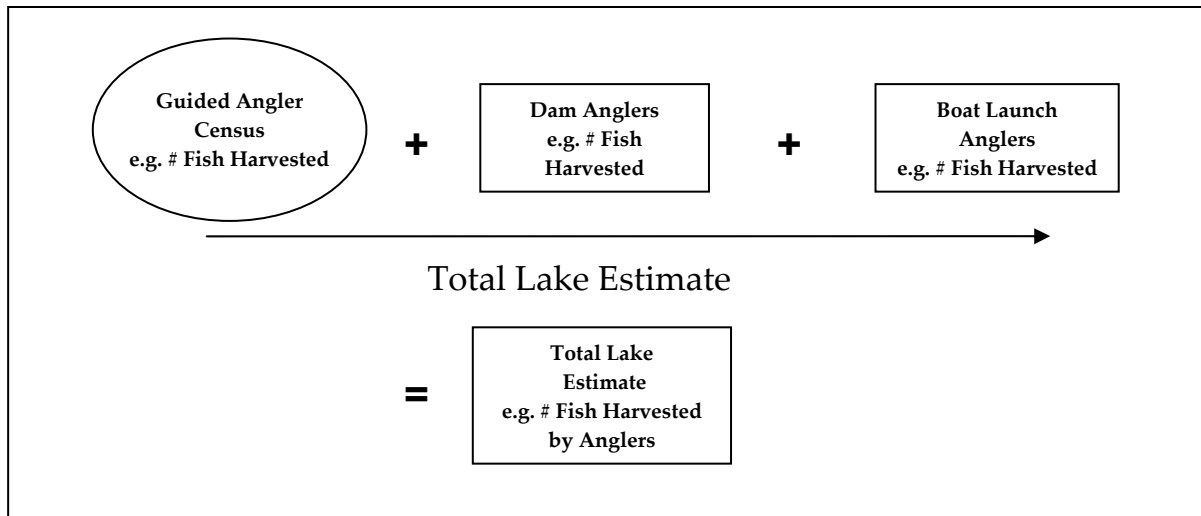 Guided Angler
Census
e.g. # Fish Harvested
+
Dam Anglers
e.g. # Fish
Harvested
+
Boat Launch
Anglers
e.g. # Fish Harvested
Total Lake Estimate
=
Total Lake
Estimate
e.g. # Fish Harvested
by Anglers